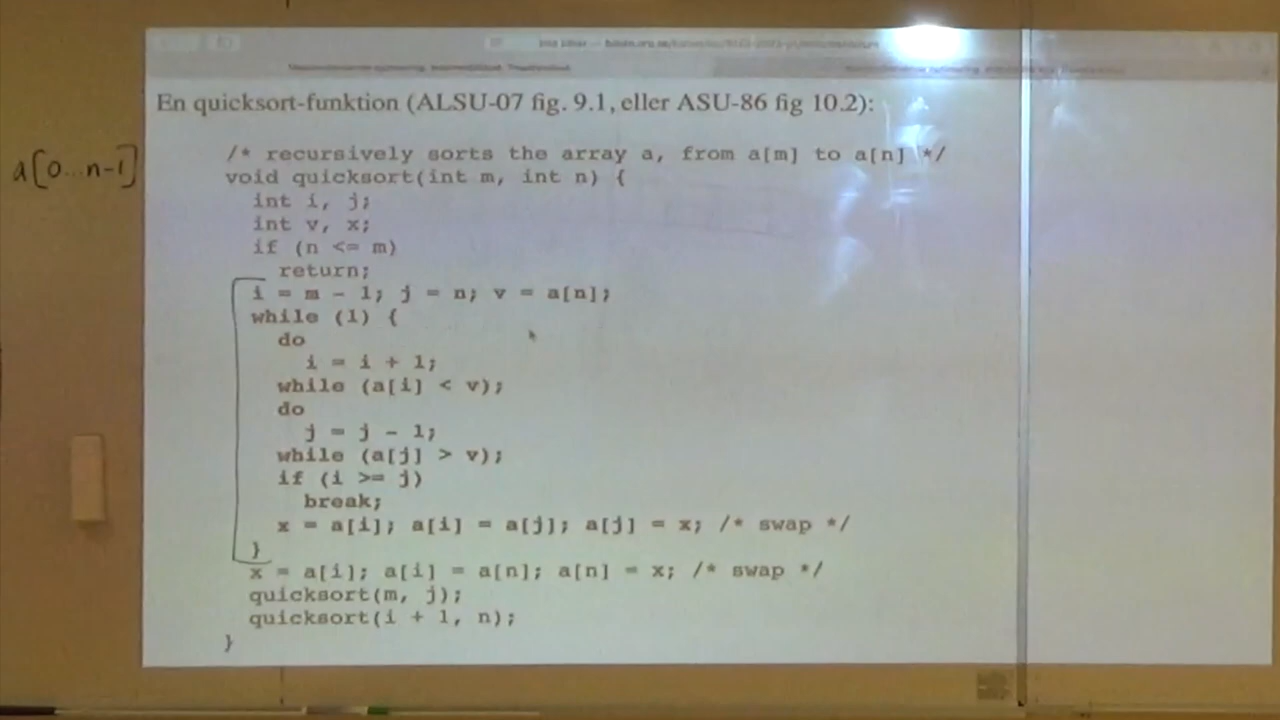 En quicksort-funktion (ALSU-07 fig. 9.1, eller ASU-86 fig 10.2):
/* recursively sorts the array a, from a[m] to a[n] */
a[0...n-1]
void quicksort(int m, int n) {
int i, j;
int v, x;
if (n <= m)
return;
i = m - 1; j = n; v = a[n];
while (1) {
do
i = i + 1;
while (a[i] < v);
do
j = j - 1;
while (a[j] > v);
if (i >= j)
break;
x = a[i]; a[i] = a[j]; a[j] = x; /* swap */
}
x = a[i]; a[i] = a[n]; a[n] = x; /* swap */
quicksort(m, j);
quicksort(i + 1, n);
}